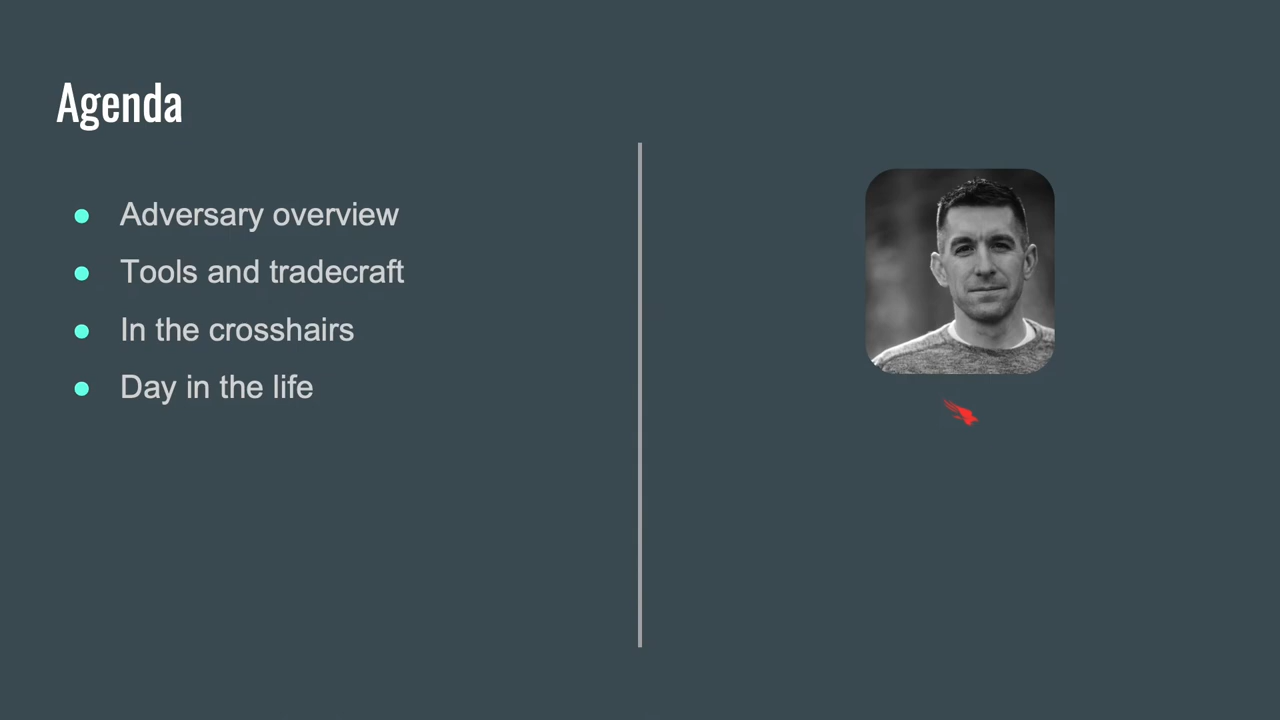 Agenda
Adversary overview
Tools and tradecraft
In the crosshairs
Day in the life